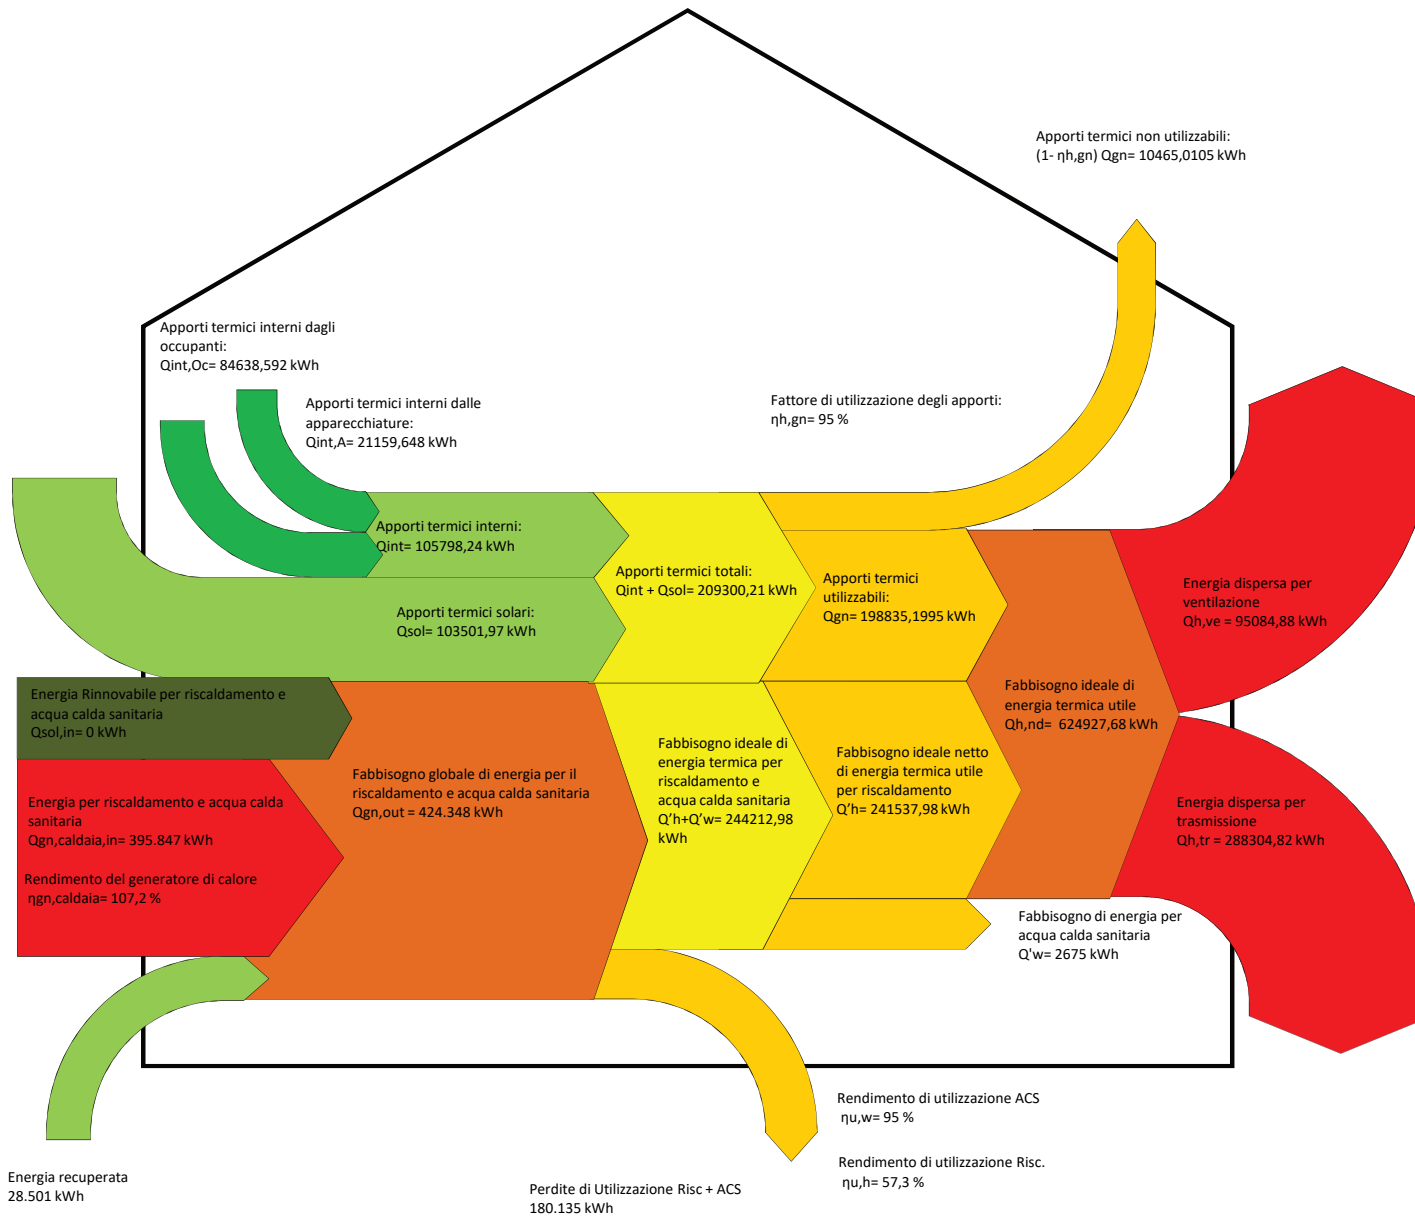 Apporti termici non utilizzabili:
(1- ηh,gn) Qgn= 10465,0105 kWh
Apporti termici interni dagli
occupanti:
Qint,Oc= 84638,592 kWh
Apporti termici interni dalle
apparecchiature:
Qint,A= 21159,648 kWh
Fattore di utilizzazione degli apporti:
ηh,gn= 95 %
Apporti termici interni:
Qint= 105798,24 kWh
Apporti termici totali:
Qint + Qsol= 209300,21 kWh
Apporti termici
utilizzabili:
Qgn= 198835,1995 kWh
Energia dispersa per
ventilazione
Qh,ve = 95084,88 kWh
Apporti termici solari:
Qsol= 103501,97 kWh
Energia Rinnovabile per riscaldamento e
acqua calda sanitaria
Qsol,in= 0 kWh
Fabbisogno ideale di
energia termica utile
Qh,nd=  624927,68 kWh
Fabbisogno globale di energia per il
riscaldamento e acqua calda sanitaria
Qgn,out = 424.348 kWh
Fabbisogno ideale di
energia termica per
riscaldamento e
acqua calda sanitaria
Q’h+Q’w= 244212,98
kWh
Fabbisogno ideale netto
di energia termica utile
per riscaldamento
Q’h= 241537,98 kWh
Energia per riscaldamento e acqua calda
sanitaria
Qgn,caldaia,in= 395.847 kWh
Energia dispersa per
trasmissione
Qh,tr = 288304,82 kWh
Rendimento del generatore di calore
ηgn,caldaia= 107,2 %
Fabbisogno di energia per
acqua calda sanitaria
Q'w= 2675 kWh
Rendimento di utilizzazione ACS
ηu,w= 95 %
Rendimento di utilizzazione Risc.
ηu,h= 57,3 %
Energia recuperata
28.501 kWh
Perdite di Utilizzazione Risc + ACS
180.135 kWh